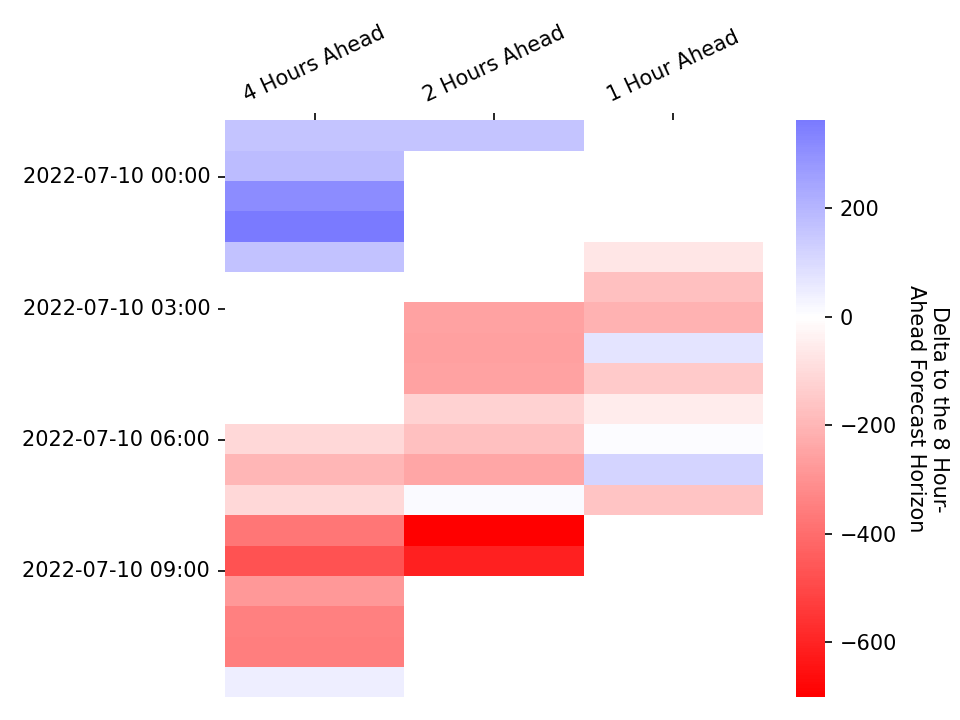 4 Hours Ahead
2 Hours Ahead
1 Hour Ahead
2022-07-10 00:00
2022-07-10 03:00
2022-07-10 06:00
2022-07-10 09:00
200
0
−200
−400
−600
Delta to the 8 Hour-
Ahead Forecast Horizon